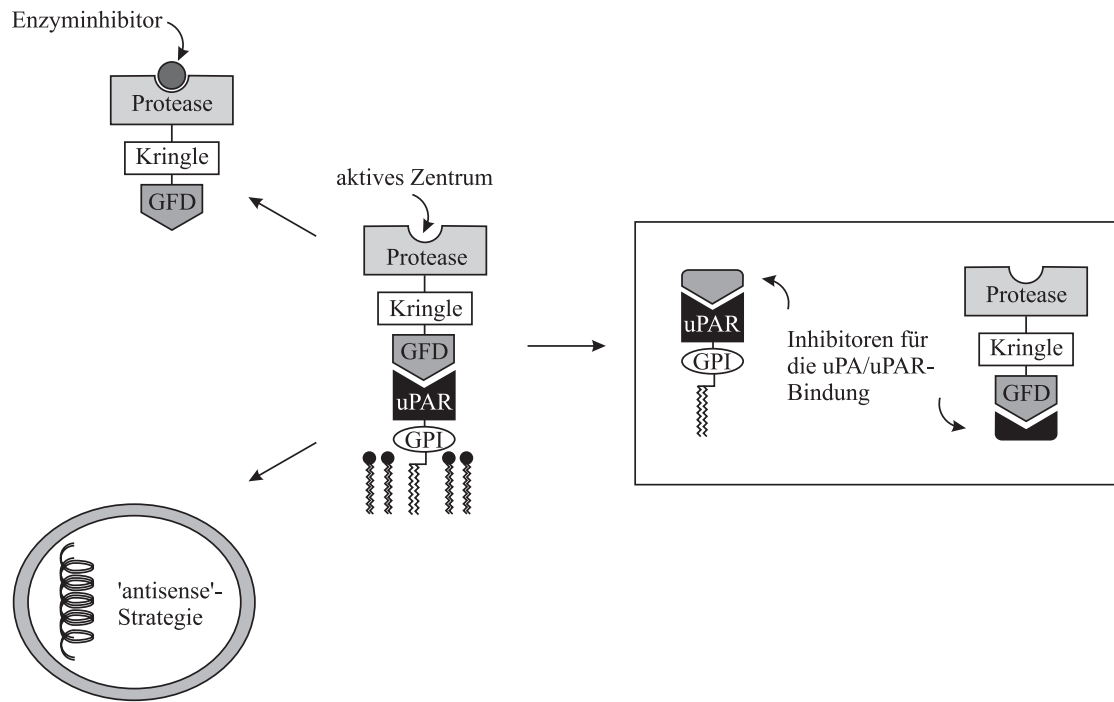 Enzyminhibitor
Protease
Kringle
GFD
aktives Zentrum
Protease
Kringle
GFD
uPAR
GPI
uPAR
GPI
Inhibitoren für
die uPA/uPAR-
Bindung
Protease
Kringle
GFD
'antisense'-
Strategie